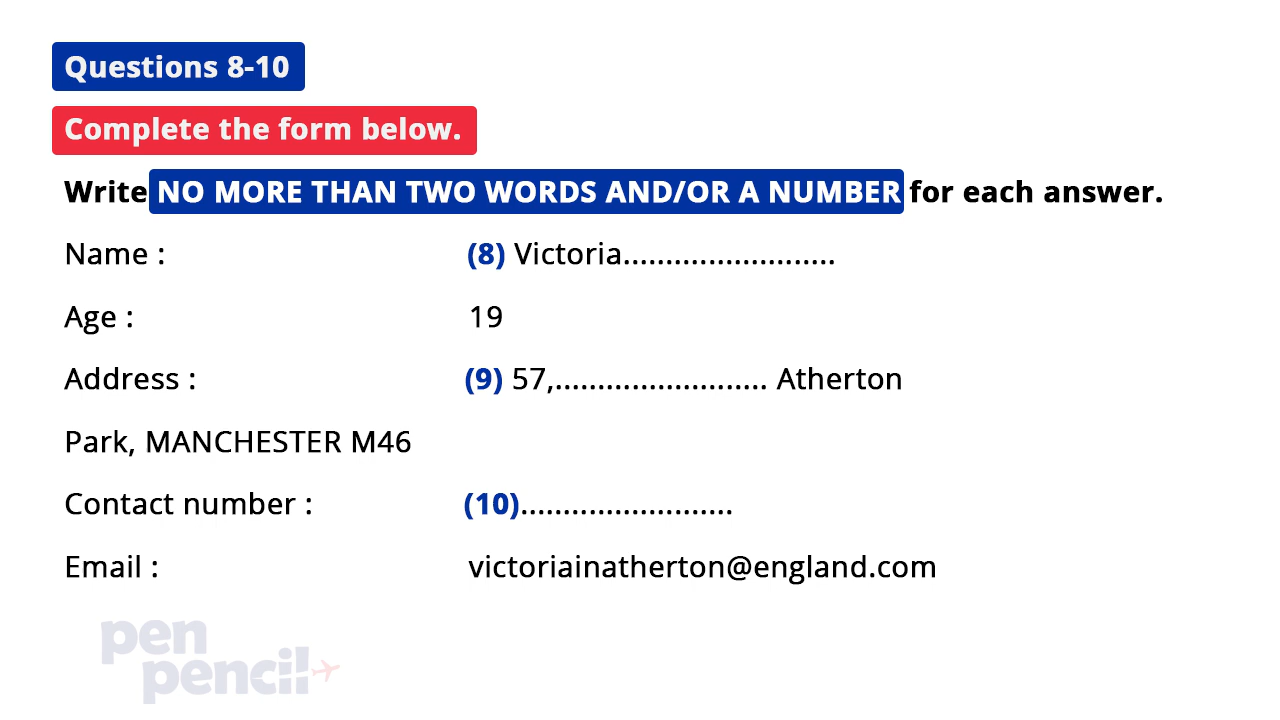 Questions 8-10
Complete the form below.
Write NO MORE THAN TWO WORDS AND/OR A NUMBER for each answer.
Name : (8) Victoria.........................
Age : 19
Address : (9) 57,......................... Atherton
Park, MANCHESTER M46
Contact number : (10).........................
Email : victoriainatherton@england.com
pen
pencil